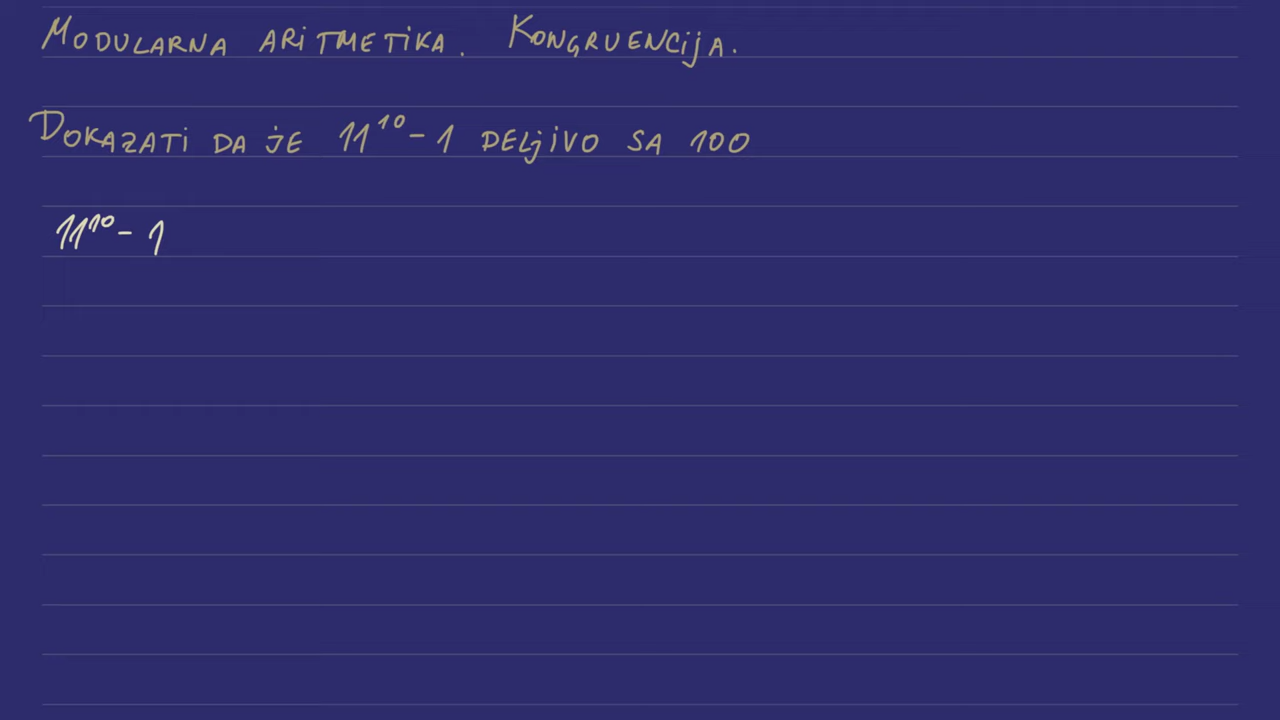 MODULARNA ARiTMETiKA. KONGRUENCijA.
DOKAZATi DA JE 11¹⁰ - 1 DELjiVO SA 100
11¹⁰ - 1